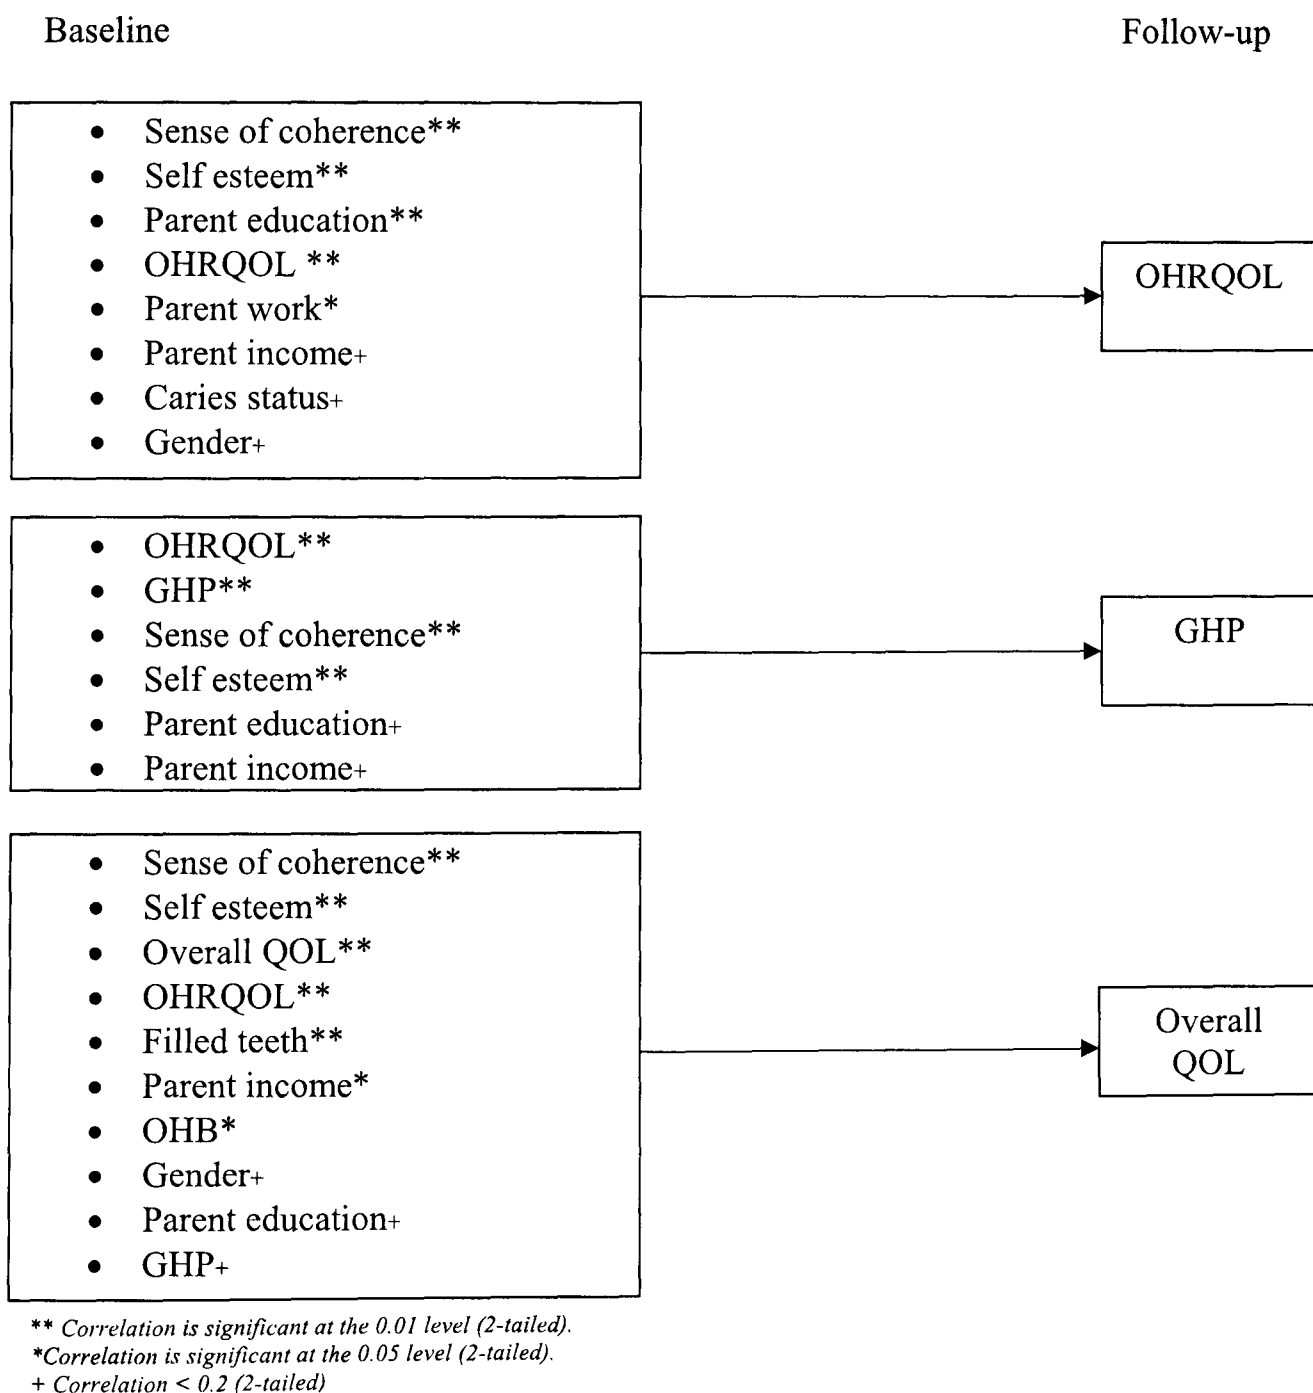 Baseline
Follow-up
• Sense of coherence**
• Self esteem**
• Parent education**
• OHRQOL **
• Parent work*
• Parent income+
• Caries status+
• Gender+
OHRQOL
• OHRQOL**
• GHP**
• Sense of coherence**
• Self esteem**
• Parent education+
• Parent income+
GHP
• Sense of coherence**
• Self esteem**
• Overall QOL**
• OHRQOL**
• Filled teeth**
• Parent income*
• OHB*
• Gender+
• Parent education+
• GHP+
Overall
QOL
** Correlation is significant at the 0.01 level (2-tailed).
*Correlation is significant at the 0.05 level (2-tailed).
+ Correlation < 0.2 (2-tailed)